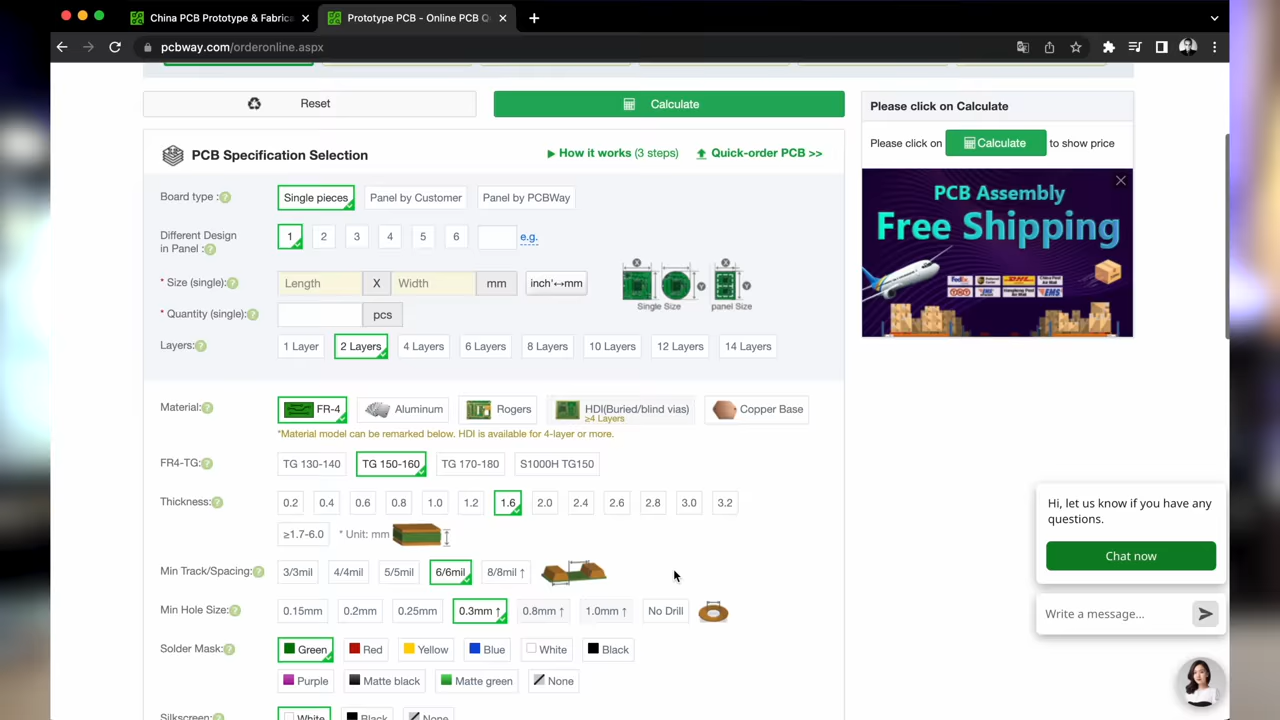 China PCB Prototype & Fabrica
Prototype PCB - Online PCB Q
pcbway.com/orderonline.aspx
Reset
Calculate
Please click on Calculate
Please click on Calculate to show price
PCB Specification Selection
How it works (3 steps)
Quick-order PCB >>
PCB Assembly
Free Shipping
Board type :
Single pieces
Panel by Customer
Panel by PCBWay
Different Design
in Panel :
1 2 3 4 5 6 e.g.
* Size (single):
Length X Width mm inch'↔mm
Single Size
panel Size
* Quantity (single):
pcs
Layers:
1 Layer 2 Layers 4 Layers 6 Layers 8 Layers 10 Layers 12 Layers 14 Layers
Material:
FR-4 Aluminum Rogers HDI(Buried/blind vias) Copper Base
≥4 Layers
*Material model can be remarked below. HDI is available for 4-layer or more.
FR4-TG:
TG 130-140 TG 150-160 TG 170-180 S1000H TG150
Thickness:
0.2 0.4 0.6 0.8 1.0 1.2 1.6 2.0 2.4 2.6 2.8 3.0 3.2
≥1.7-6.0 * Unit: mm
Min Track/Spacing:
3/3mil 4/4mil 5/5mil 6/6mil 8/8mil ↑
Min Hole Size:
0.15mm 0.2mm 0.25mm 0.3mm ↑ 0.8mm ↑ 1.0mm ↑ No Drill
Solder Mask:
Green Red Yellow Blue White Black
Purple Matte black Matte green None
Silkscreen:
White Black None
Hi, let us know if you have any
questions.
Chat now
Write a message...